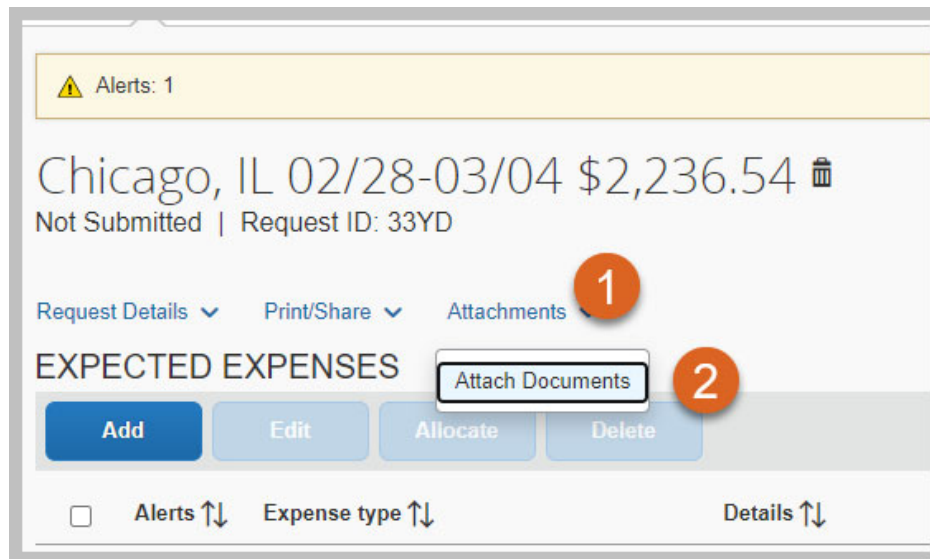 Alerts: 1
Chicago, IL 02/28-03/04 $2,236.54
Not Submitted | Request ID: 33YD
Request Details Print/Share Attachments 1
EXPECTED EXPENSES
Attach Documents 2
Add Edit Allocate Delete
Alerts Expense type Details